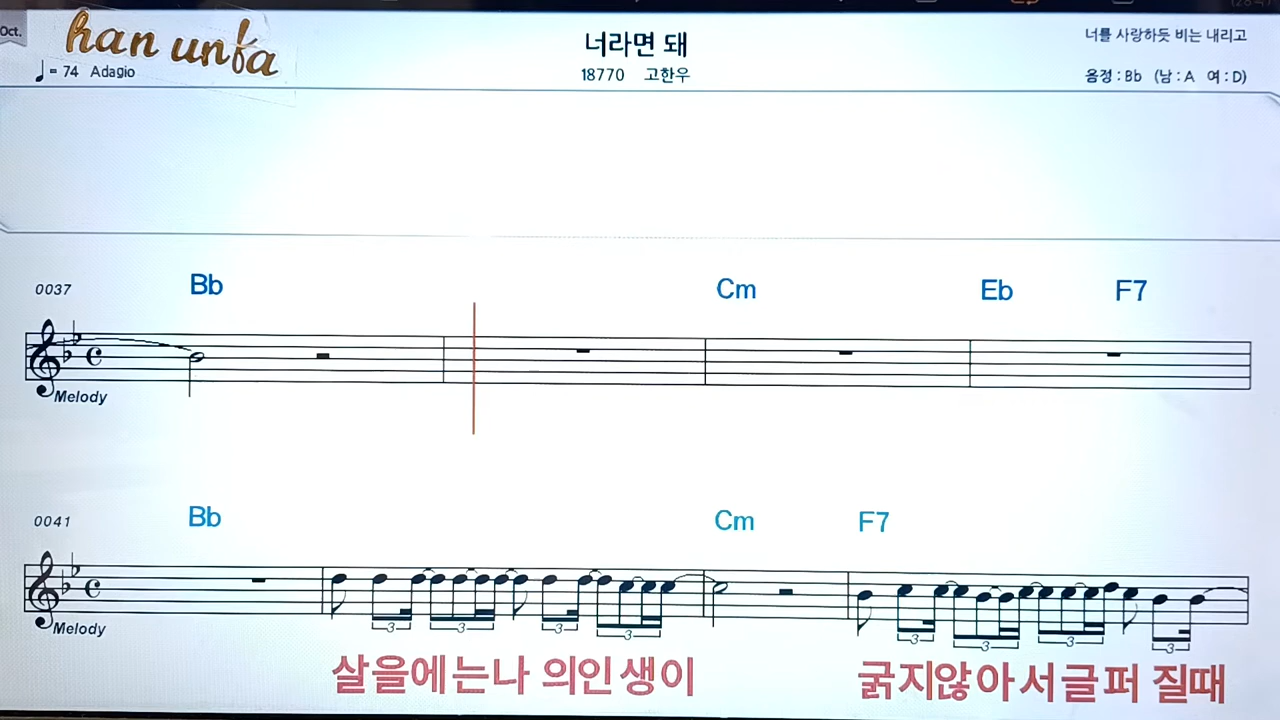 Oct.
han unfa
너라면 돼
너를 사랑하듯 비는 내리고
= 74 Adagio
18770 고한우
음정 : Bb (남 : A 여 : D)
0037
Bb Cm Eb F7
Melody
0041
Bb Cm F7
3 3 3 3 3 3 3 3
Melody
살을에는나 의인생이 굵지않아서글퍼 질때